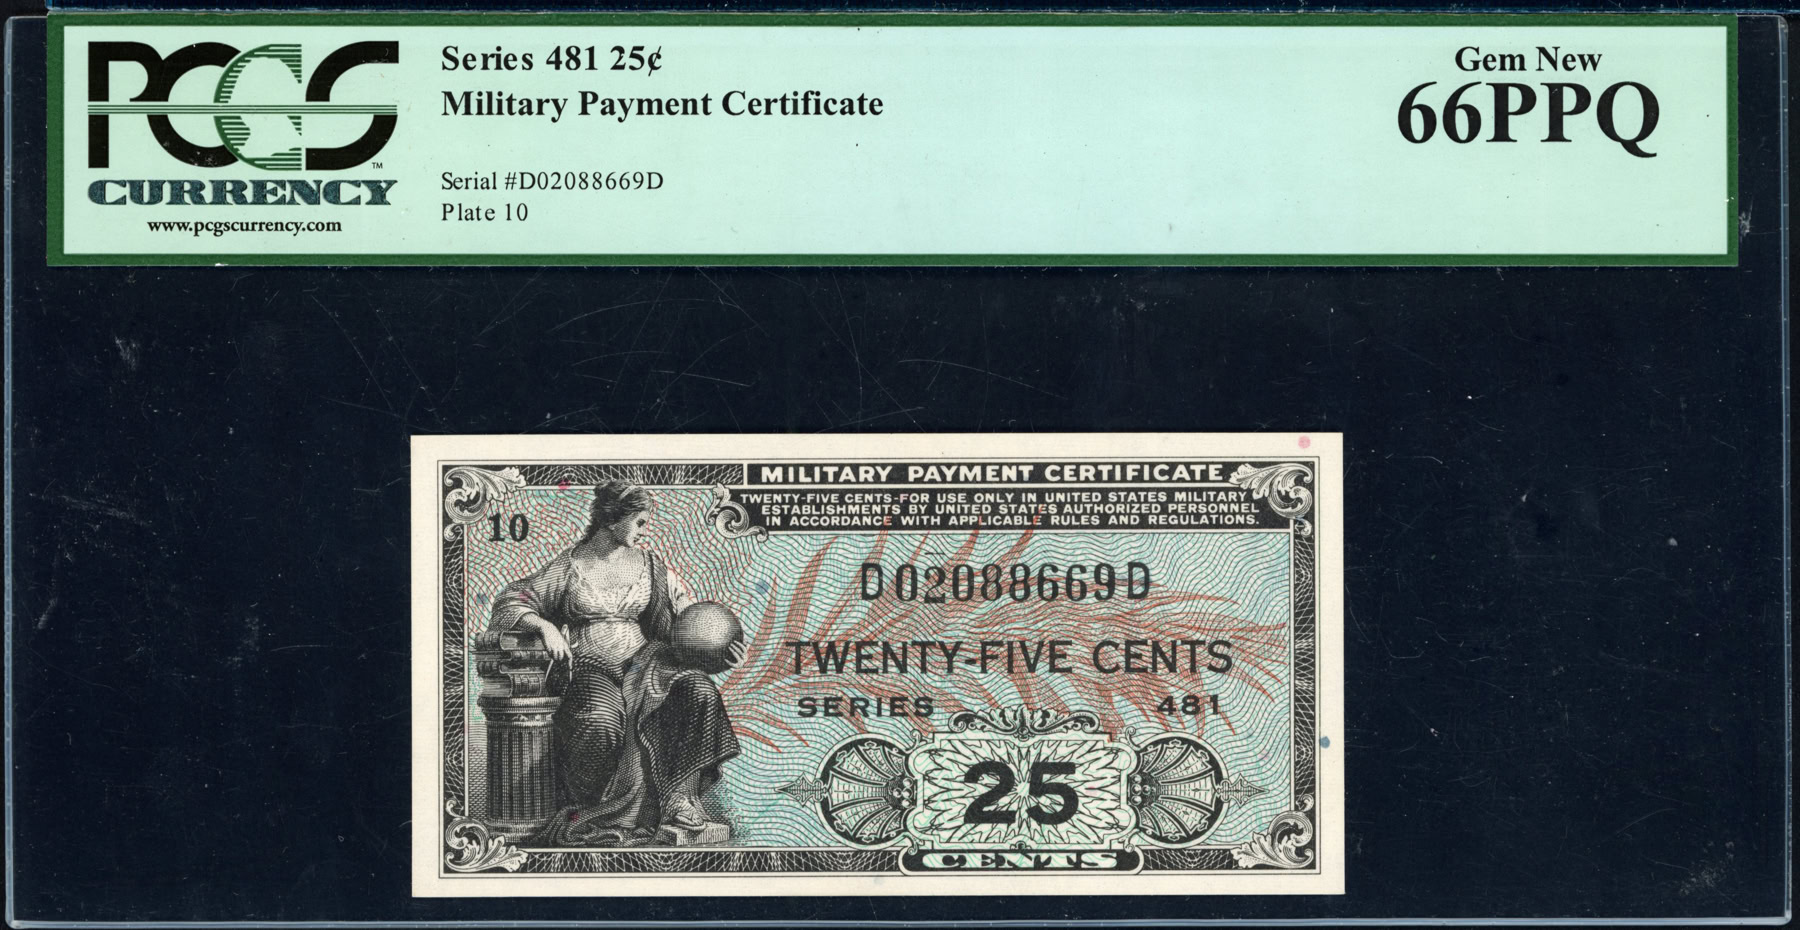 PCGS™
CURRENCY
www.pcgscurrency.com
Series 481 25¢
Military Payment Certificate
Serial #D02088669D
Plate 10
Gem New
66PPQ
MILITARY PAYMENT CERTIFICATE
TWENTY-FIVE CENTS-FOR USE ONLY IN UNITED STATES MILITARY
ESTABLISHMENTS BY UNITED STATES AUTHORIZED PERSONNEL
IN ACCORDANCE WITH APPLICABLE RULES AND REGULATIONS.
10
D02088669D
TWENTY-FIVE CENTS
SERIES 481
25
CENTS